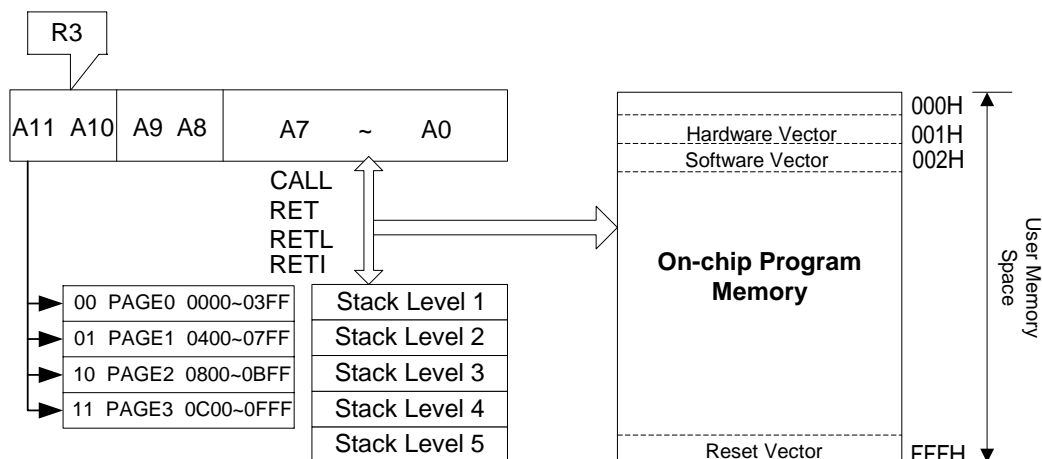 R3
A11 A10 A9 A8 A7 ~ A0
CALL
RET
RETL
RETI
00 PAGE0 0000~03FF
01 PAGE1 0400~07FF
10 PAGE2 0800~0BFF
11 PAGE3 0C00~0FFF
Stack Level 1
Stack Level 2
Stack Level 3
Stack Level 4
Stack Level 5
000H
Hardware Vector 001H
Software Vector 002H
On-chip Program
Memory
Reset Vector FFFH
User Memory
Space